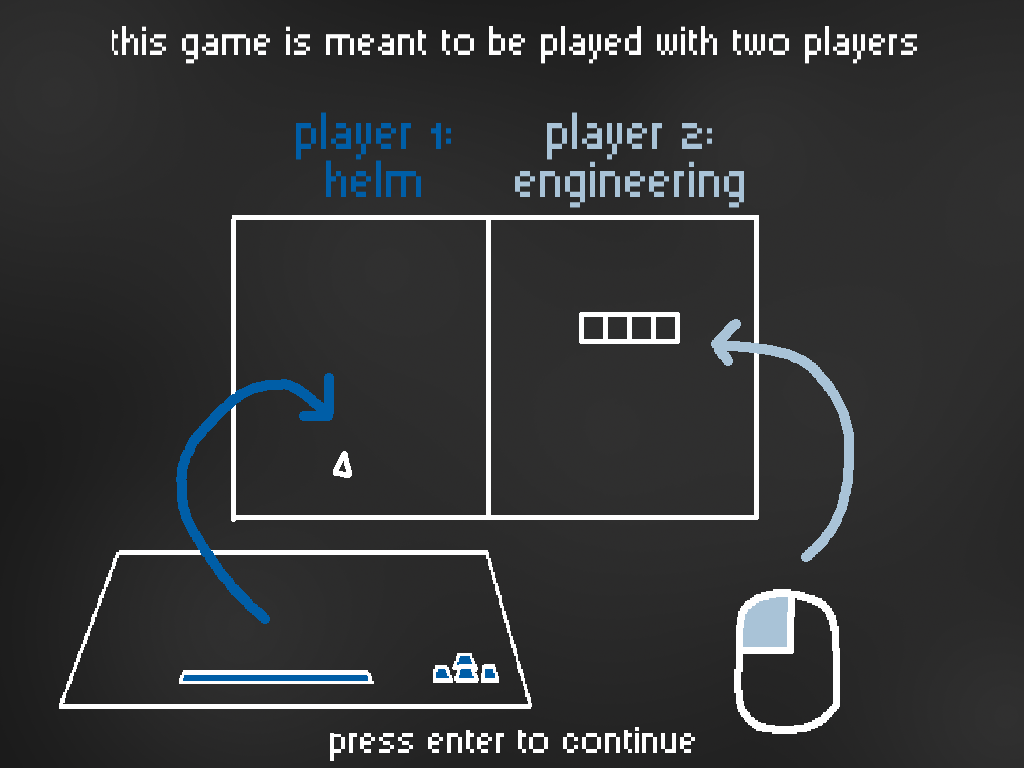 this game is meant to be played with two players
player 1:
helm
player 2:
engineering
press enter to continue